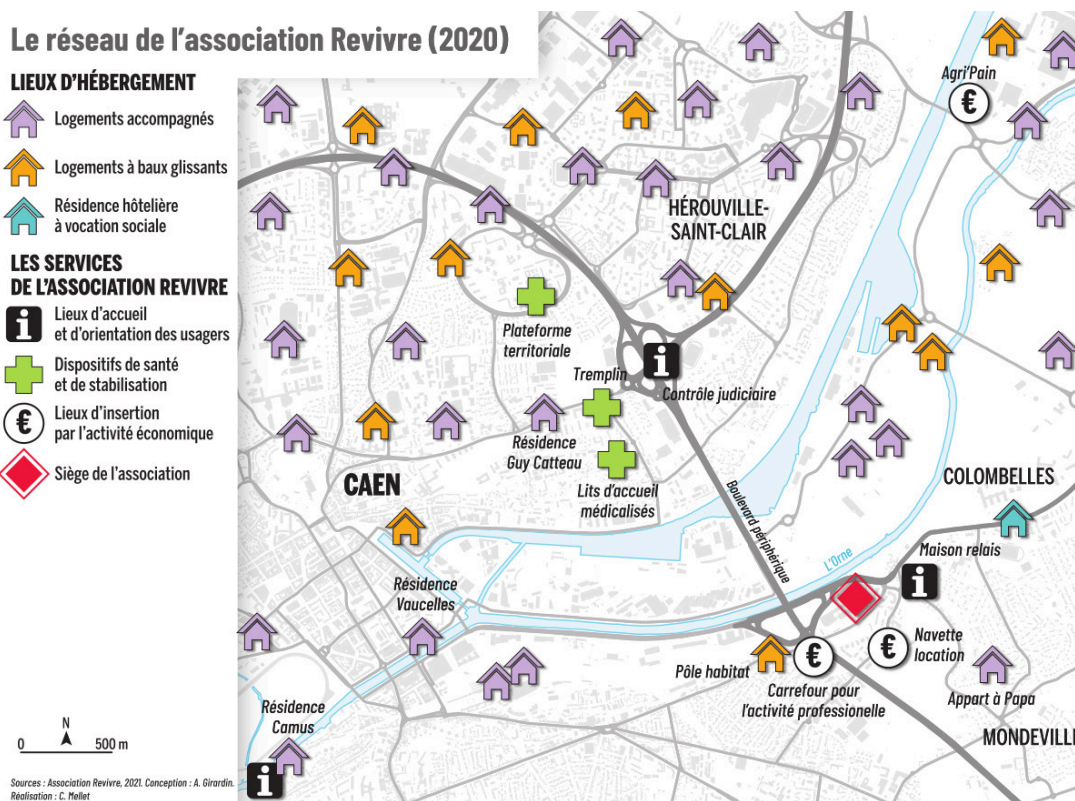 Le réseau de l'association Revivre (2020)
LIEUX D'HÉBERGEMENT
Logements accompagnés
Logements à baux glissants
Résidence hôtelière
à vocation sociale
LES SERVICES
DE L'ASSOCIATION REVIVRE
Lieux d'accueil
et d'orientation des usagers
Dispositifs de santé
et de stabilisation
Lieux d'insertion
par l'activité économique
Siège de l'association
N
0 500 m
Sources : Association Revivre, 2021. Conception : A. Girardin.
Réalisation : C. Mellet
Agri'Pain
HÉROUVILLE-
SAINT-CLAIR
Plateforme
territoriale
Tremplin
Contrôle judiciaire
Résidence
Guy Catteau
Lits d'accueil
médicalisés
CAEN
COLOMBELLES
Boulevard périphérique
L'Orne
Maison relais
Résidence
Vaucelles
Navette
location
Pôle habitat
Carrefour pour
l'activité professionelle
Appart à Papa
Résidence
Camus
MONDEVILLE